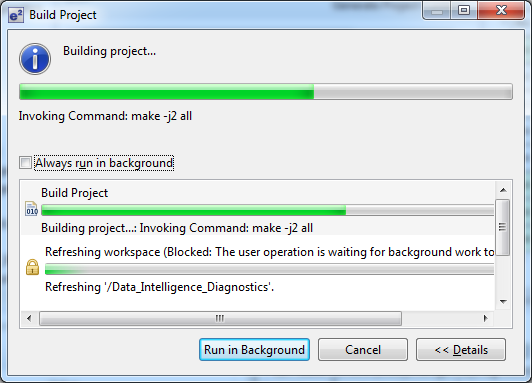 e²
Build Project
Building project...
Invoking Command: make -j2 all
Always run in background
Build Project
010
Building project...: Invoking Command: make -j2 all
Refreshing workspace (Blocked: The user operation is waiting for background work to
Refreshing '/Data_Intelligence_Diagnostics'.
Run in Background
Cancel
<< Details